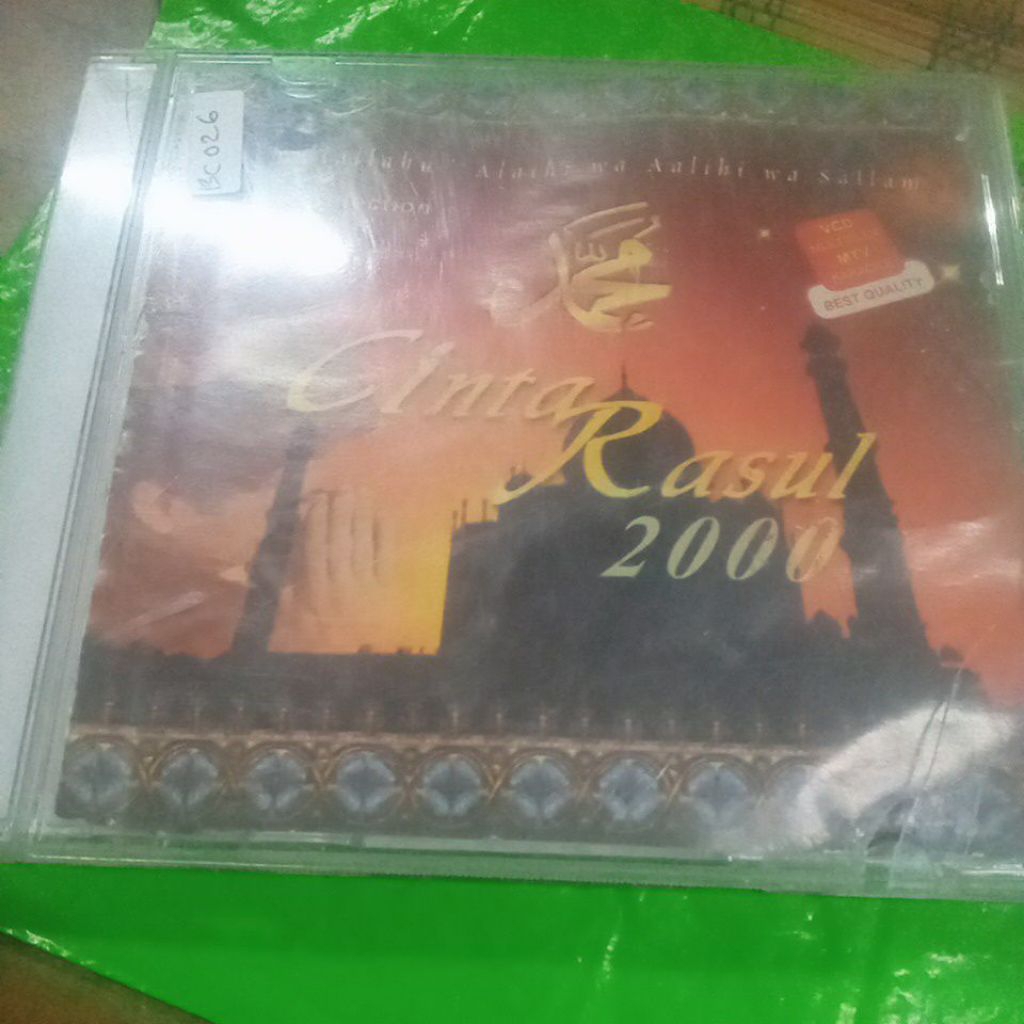 BC026
Alaihi wa Aalihi wa Sallam
محمد
Cinta
Rasul
2000
VCD
MTV
BEST QUALITY